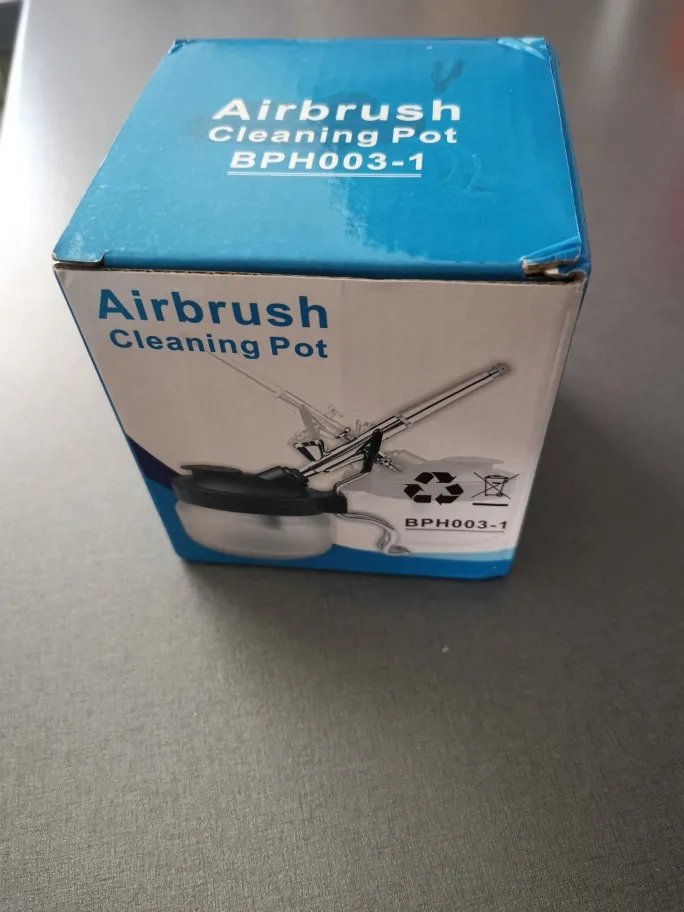 Airbrush
Cleaning Pot
BPH003-1
Airbrush
Cleaning Pot
BPH003-1